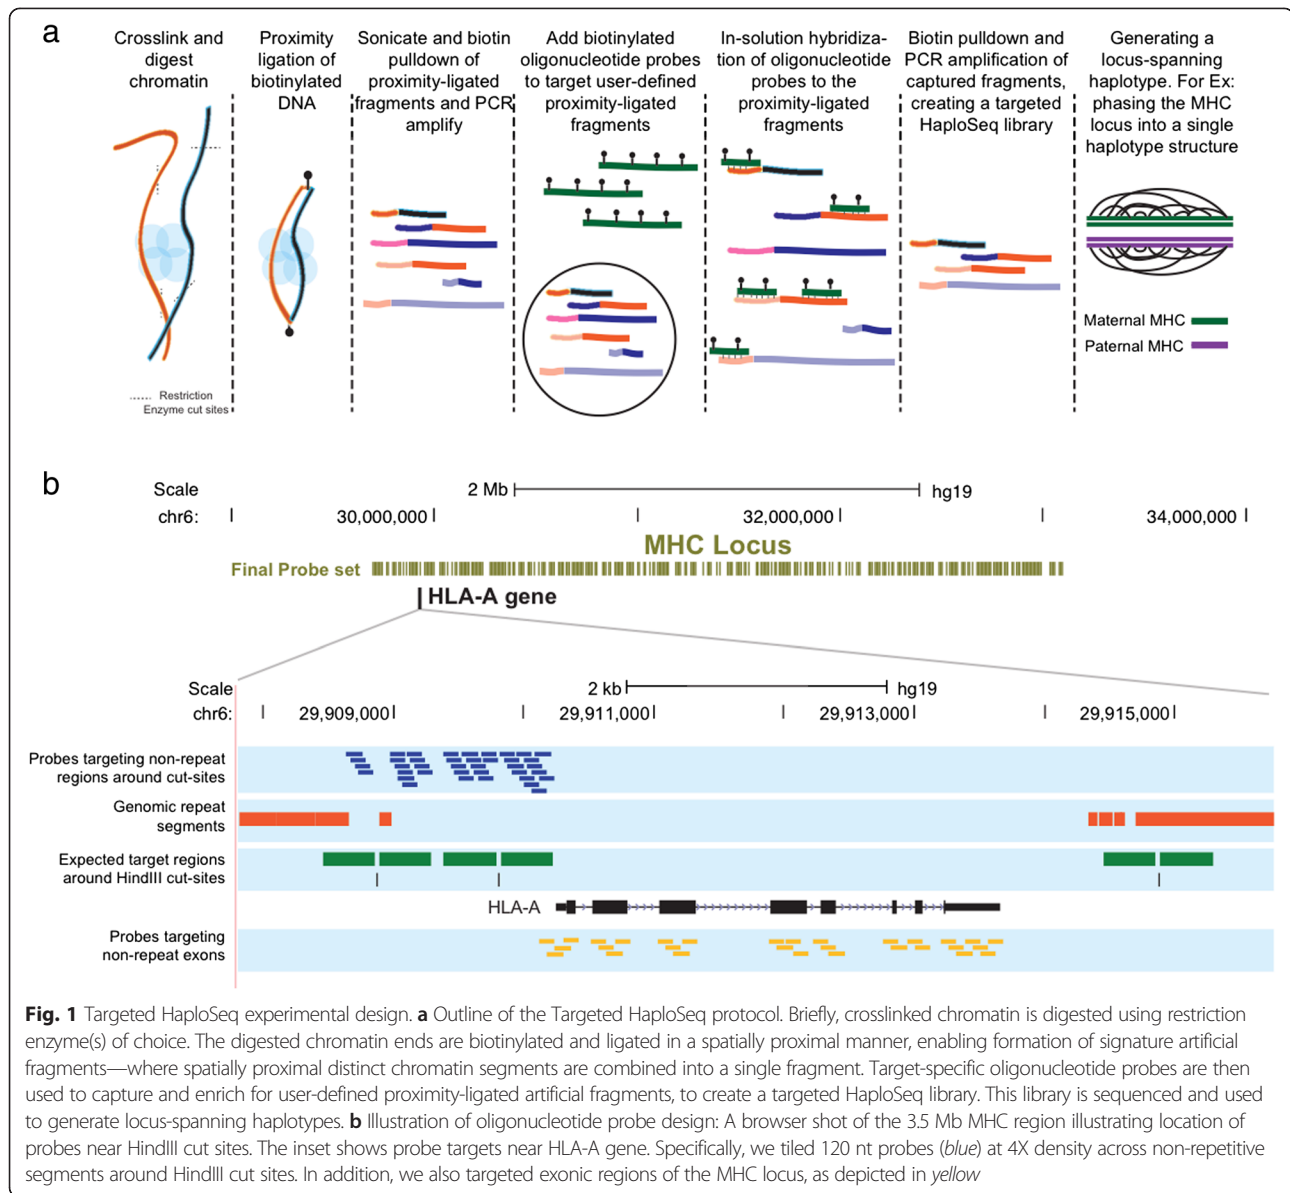 a
Crosslink and
digest
chromatin
Proximity
ligation of
biotinylated
DNA
Sonicate and biotin
pulldown of
proximity-ligated
fragments and PCR
amplify
Add biotinylated
oligonucleotide probes
to target user-defined
proximity-ligated
fragments
In-solution hybridiza-
tion of oligonucleotide
probes to the
proximity-ligated
fragments
Biotin pulldown and
PCR amplification of
captured fragments,
creating a targeted
HaploSeq library
Generating a
locus-spanning
haplotype. For Ex:
phasing the MHC
locus into a single
haplotype structure
Maternal MHC
Paternal MHC
Restriction
Enzyme cut sites
b
Scale 2 Mb hg19
chr6: 30,000,000 32,000,000 34,000,000
MHC Locus
Final Probe set
HLA-A gene
Scale 2 kb hg19
chr6: 29,909,000 29,911,000 29,913,000 29,915,000
Probes targeting non-repeat
regions around cut-sites
Genomic repeat
segments
Expected target regions
around HindIII cut-sites
HLA-A
Probes targeting
non-repeat exons
Fig. 1 Targeted HaploSeq experimental design. a Outline of the Targeted HaploSeq protocol. Briefly, crosslinked chromatin is digested using restriction
enzyme(s) of choice. The digested chromatin ends are biotinylated and ligated in a spatially proximal manner, enabling formation of signature artificial
fragments—where spatially proximal distinct chromatin segments are combined into a single fragment. Target-specific oligonucleotide probes are then
used to capture and enrich for user-defined proximity-ligated artificial fragments, to create a targeted HaploSeq library. This library is sequenced and used
to generate locus-spanning haplotypes. b Illustration of oligonucleotide probe design: A browser shot of the 3.5 Mb MHC region illustrating location of
probes near HindIII cut sites. The inset shows probe targets near HLA-A gene. Specifically, we tiled 120 nt probes (blue) at 4X density across non-repetitive
segments around HindIII cut sites. In addition, we also targeted exonic regions of the MHC locus, as depicted in yellow